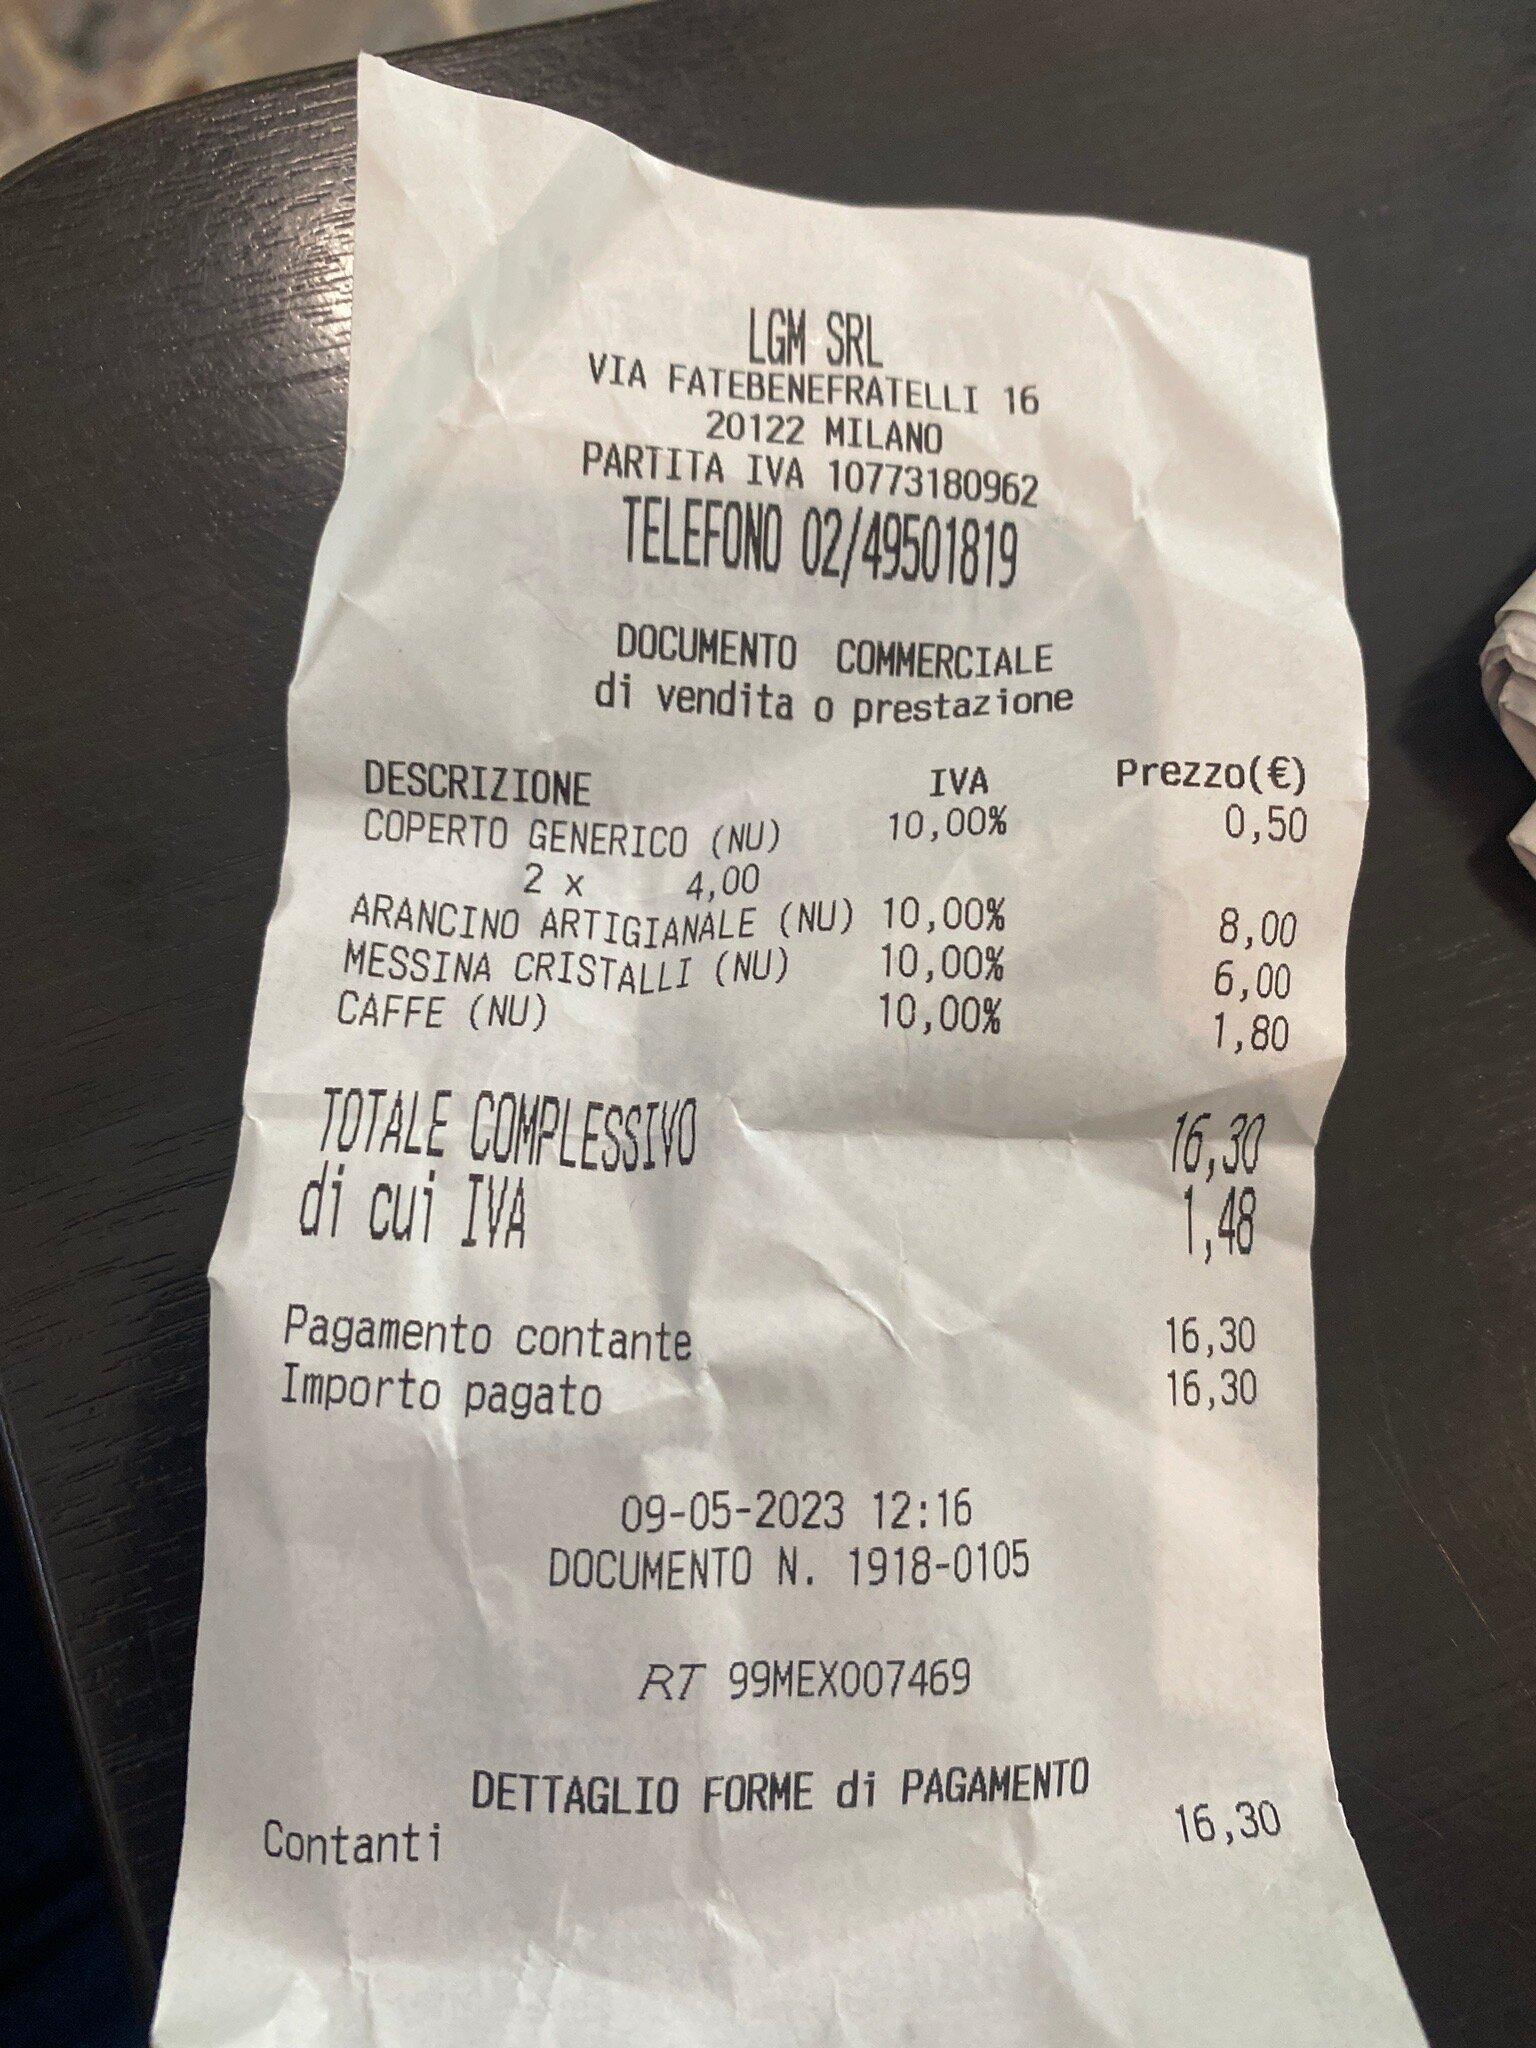 LGM SRL
VIA FATEBENEFRATELLI 16
20122 MILANO
PARTITA IVA 10773180962
TELEFONO 02/49501819
DOCUMENTO COMMERCIALE
di vendita o prestazione
DESCRIZIONE IVA Prezzo(€)
COPERTO GENERICO (NU) 10,00% 0,50
2 x 4,00
ARANCINO ARTIGIANALE (NU) 10,00% 8,00
MESSINA CRISTALLI (NU) 10,00% 6,00
CAFFE (NU) 10,00% 1,80
TOTALE COMPLESSIVO 16,30
di cui IVA 1,48
Pagamento contante 16,30
Importo pagato 16,30
09-05-2023 12:16
DOCUMENTO N. 1918-0105
RT 99MEX007469
DETTAGLIO FORME di PAGAMENTO
Contanti 16,30